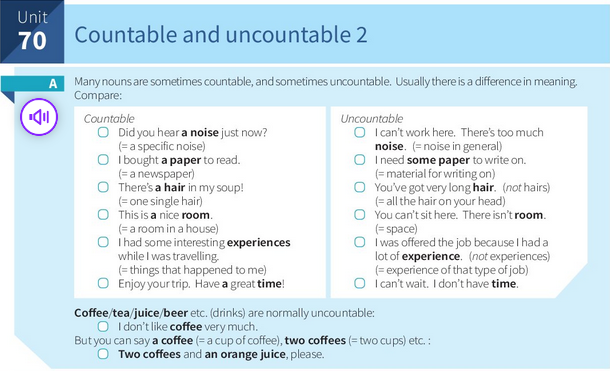 Unit
70
Countable and uncountable 2
A
Many nouns are sometimes countable, and sometimes uncountable. Usually there is a difference in meaning.
Compare:
Countable
Did you hear a noise just now?
(= a specific noise)
I bought a paper to read.
(= a newspaper)
There's a hair in my soup!
(= one single hair)
This is a nice room.
(= a room in a house)
I had some interesting experiences
while I was travelling.
(= things that happened to me)
Enjoy your trip. Have a great time!
Uncountable
I can't work here. There's too much
noise. (= noise in general)
I need some paper to write on.
(= material for writing on)
You've got very long hair. (not hairs)
(= all the hair on your head)
You can't sit here. There isn't room.
(= space)
I was offered the job because I had a
lot of experience. (not experiences)
(= experience of that type of job)
I can't wait. I don't have time.
Coffee/tea/juice/beer etc. (drinks) are normally uncountable:
I don't like coffee very much.
But you can say a coffee (= a cup of coffee), two coffees (= two cups) etc. :
Two coffees and an orange juice, please.